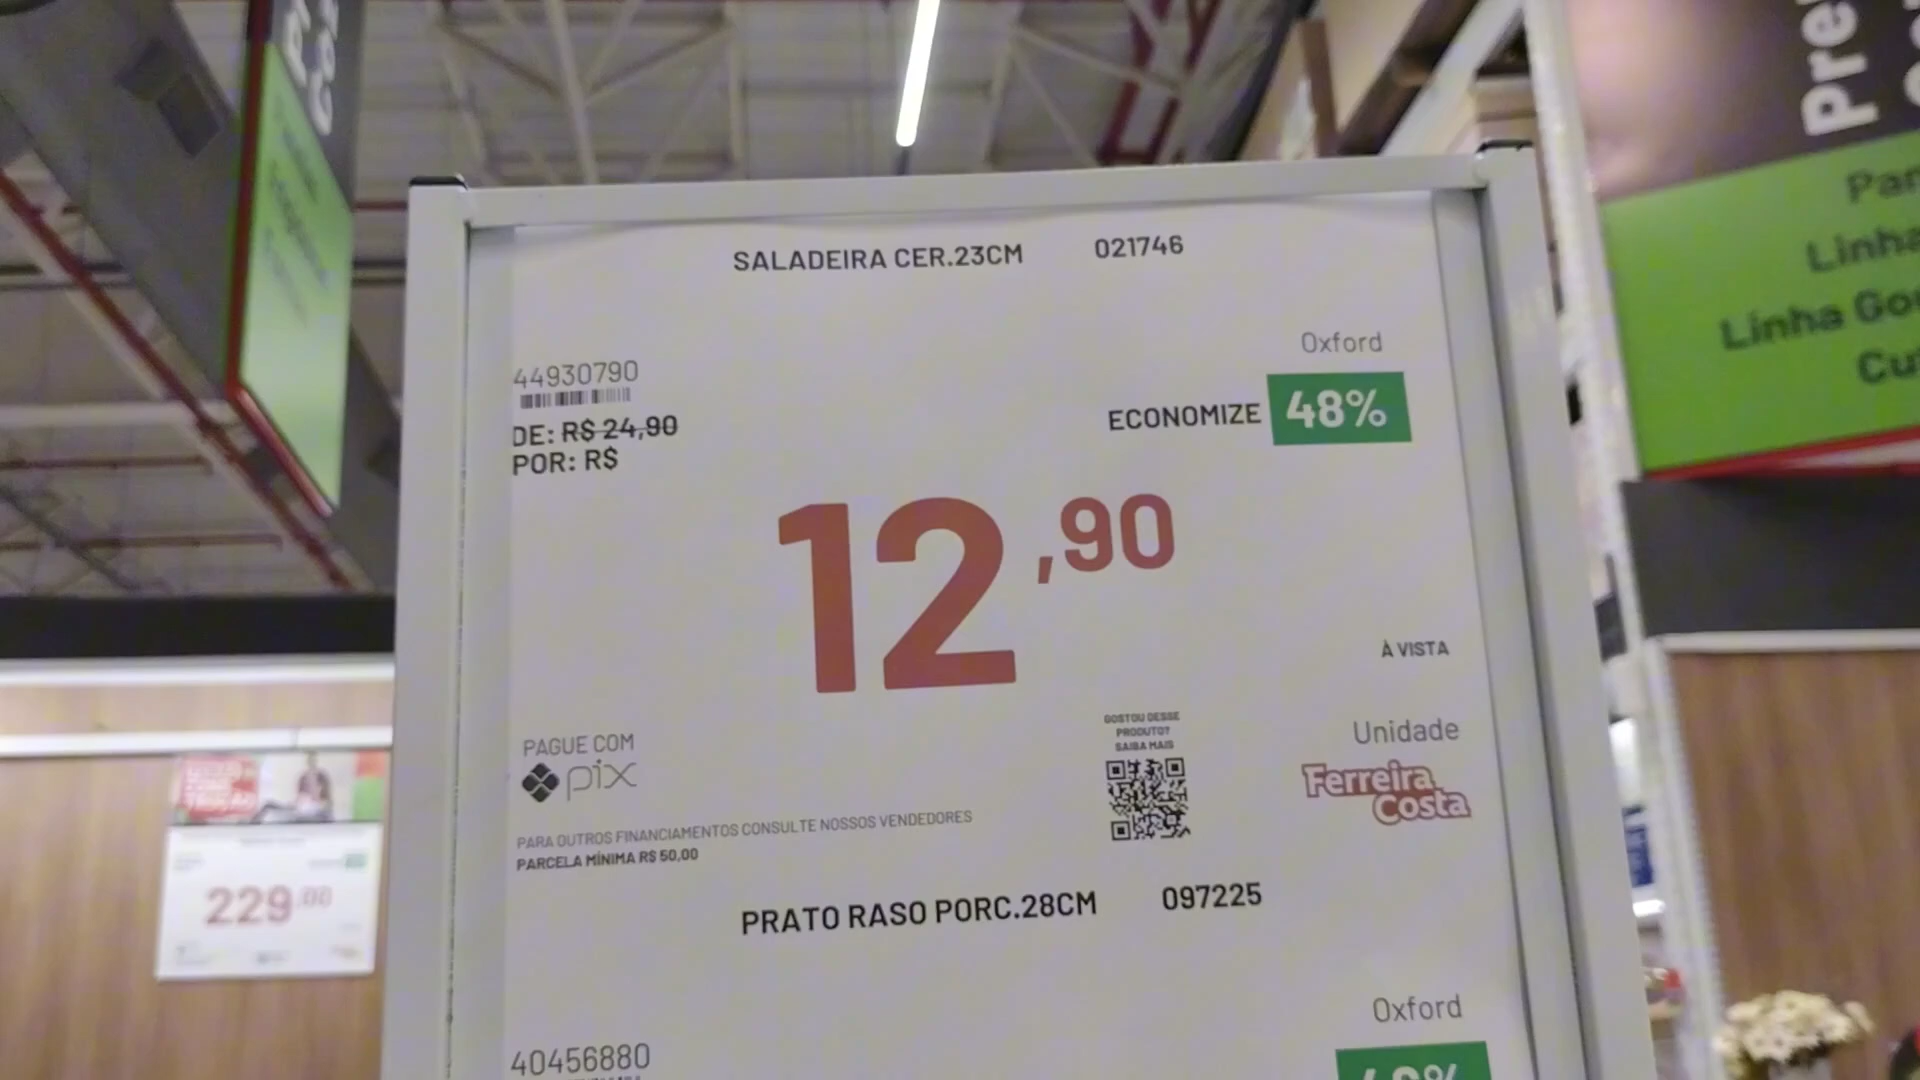 SALADEIRA CER.23CM 021746
Oxford
44930790
DE: R$ 24,90
ECONOMIZE 48%
POR: R$
12,90
À VISTA
GOSTOU DESSE
PRODUTO?
SAIBA MAIS
PAGUE COM
pix
Unidade
Ferreira
Costa
PARA OUTROS FINANCIAMENTOS CONSULTE NOSSOS VENDEDORES
PARCELA MÍNIMA R$ 50,00
PRATO RASO PORC.28CM 097225
Oxford
40456880
229,00
Linha
Linha